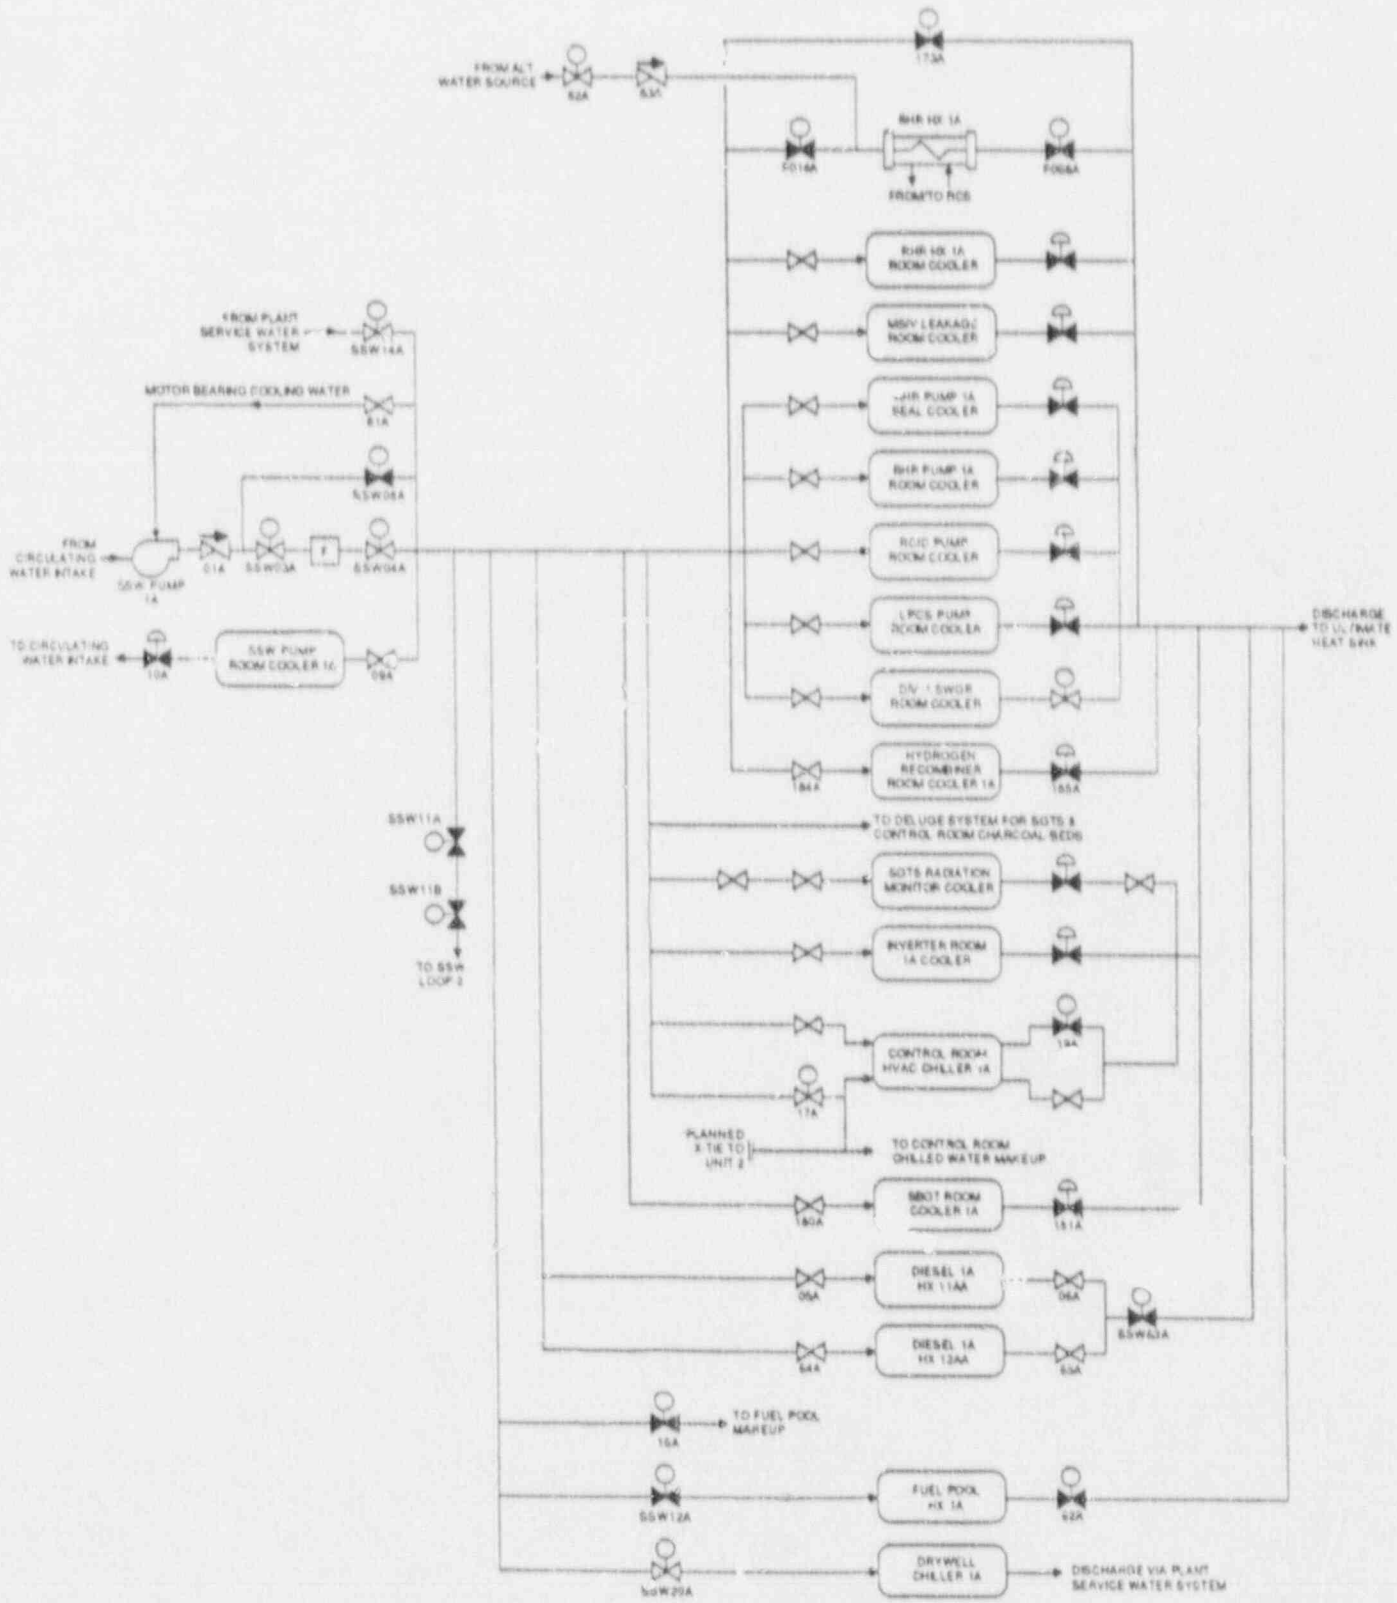 173A
FROM ALT.
WATER SOURCE
82A
83A
RHR HX 1A
F014A
F068A
FROM/TO RCS
RHR HX 1A
ROOM COOLER
FROM PLANT
SERVICE WATER
SYSTEM
SSW14A
MSIV LEAKAGE
ROOM COOLER
MOTOR BEARING COOLING WATER
81A
RHR PUMP 1A
SEAL COOLER
RHR PUMP 1A
ROOM COOLER
FROM
CIRCULATING
WATER INTAKE
SSW PUMP
1A
01A
SSW03A
F
SSW04A
RCIC PUMP
ROOM COOLER
LPCS PUMP
ROOM COOLER
DISCHARGE
TO ULTIMATE
HEAT SINK
TO CIRCULATING
WATER INTAKE
10A
SSW PUMP
ROOM COOLER
09A
DIV 1 SWGR
ROOM COOLER
HYDROGEN
RECOMBINER
ROOM COOLER 1A
184A
185A
SSW11A
TO DELUGE SYSTEM FOR SGTS &
CONTROL ROOM CHARCOAL BEDS
SSW11B
SGTS RADIATION
MONITOR COOLER
TO SSW
LOOP 2
INVERTER ROOM
1A COOLER
19A
CONTROL ROOM
HVAC CHILLER 1A
17A
PLANNED
X-TIE TO
UNIT 2
TO CONTROL ROOM
CHILLED WATER MAKEUP
SBGT ROOM
COOLER 1A
180A
181A
DIESEL 1A
HX 11AA
05A
06A
SSW63A
DIESEL 1A
HX 12AA
64A
65A
16A
TO FUEL POOL
MAKEUP
SSW12A
FUEL POOL
HX 1A
62A
SSW20A
DRYWELL
CHILLER 1A
DISCHARGE VIA PLANT
SERVICE WATER SYSTEM